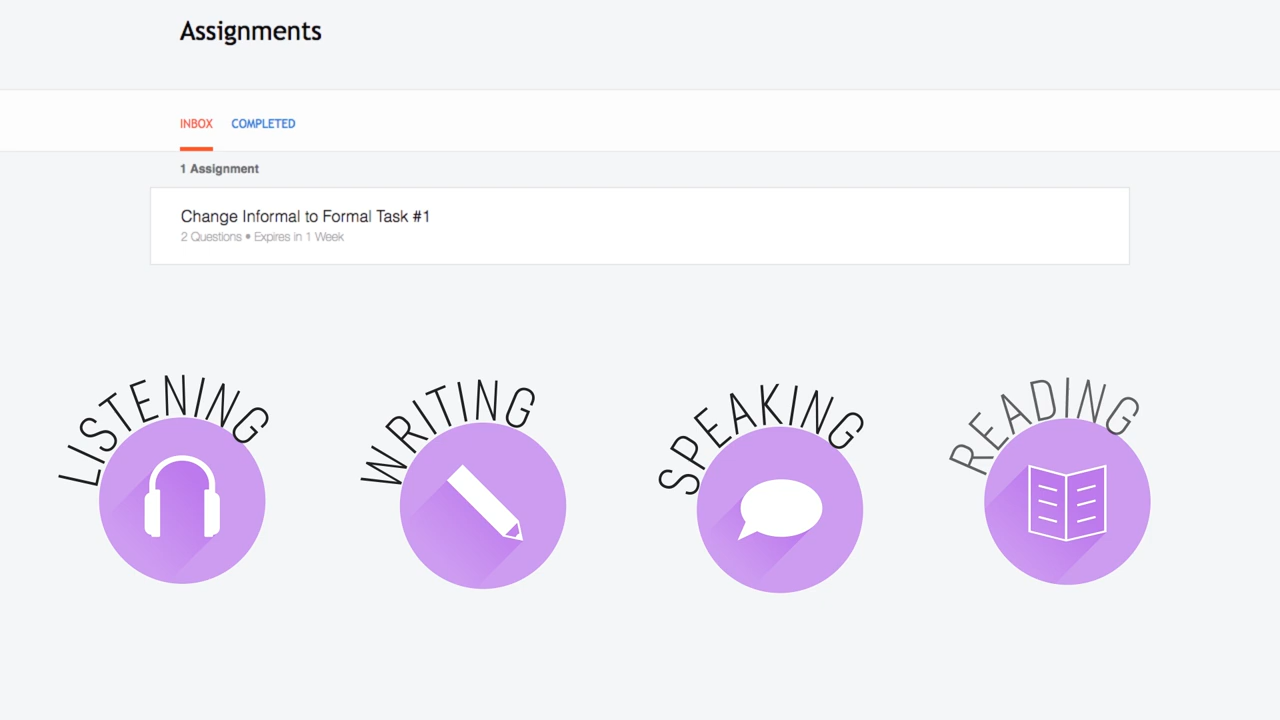 Assignments
INBOX COMPLETED
1 Assignment
Change Informal to Formal Task #1
2 Questions • Expires in 1 Week
LISTENING
WRITING
SPEAKING
READING